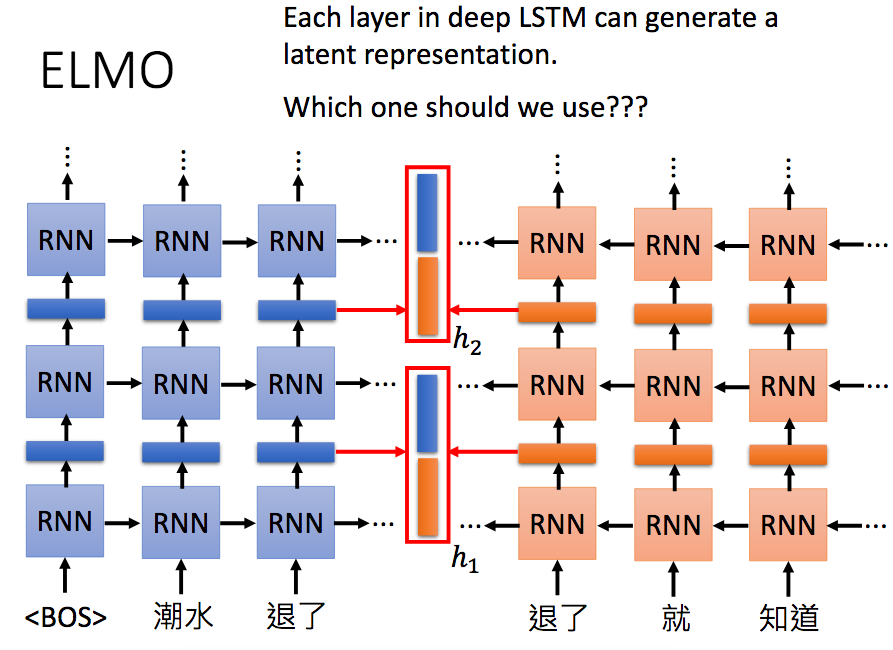 Each layer in deep LSTM can generate a
latent representation.
ELMO
Which one should we use???
⋮ ⋮ ⋮ ⋮ ⋮ ⋮
RNN RNN RNN ... ... RNN RNN RNN ...
h₂
RNN RNN RNN ... ... RNN RNN RNN ...
RNN RNN RNN ... ... RNN RNN RNN ...
h₁
<BOS> 潮水 退了 退了 就 知道